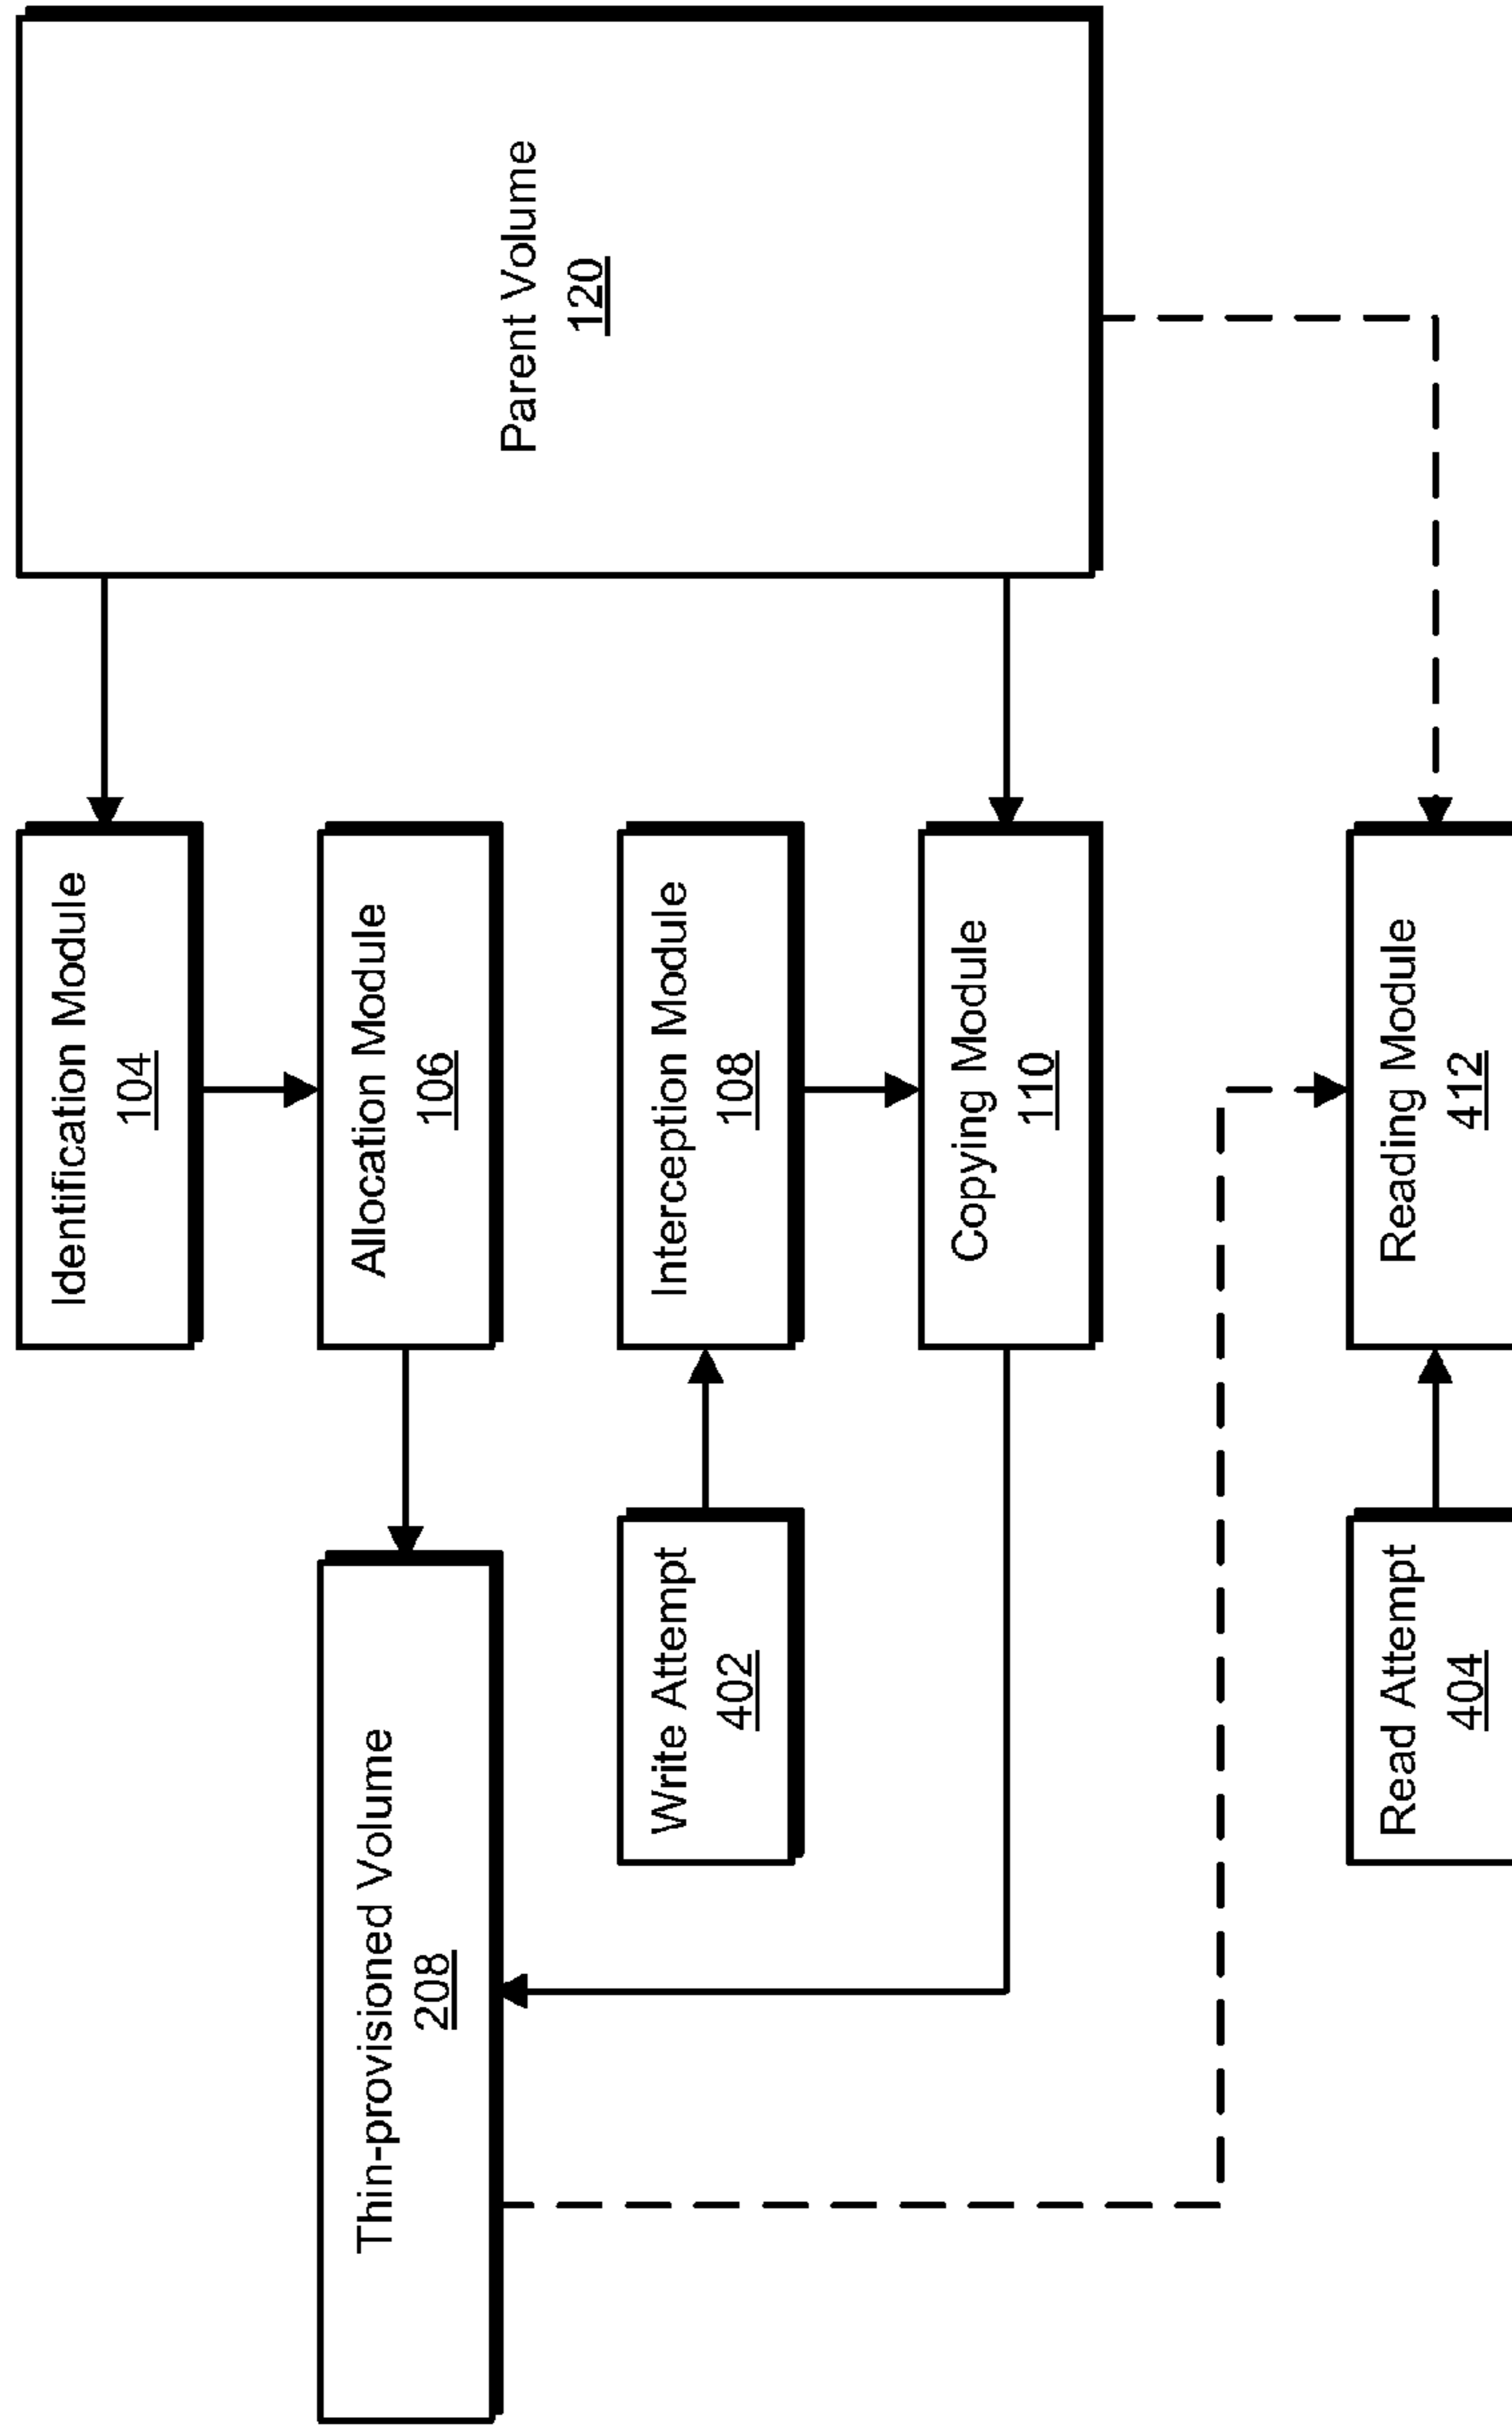 Parent Volume
120
Identification Module
104
Allocation Module
106
Interception Module
108
Copying Module
110
Reading Module
412
Thin-provisioned Volume
208
Write Attempt
402
Read Attempt
404